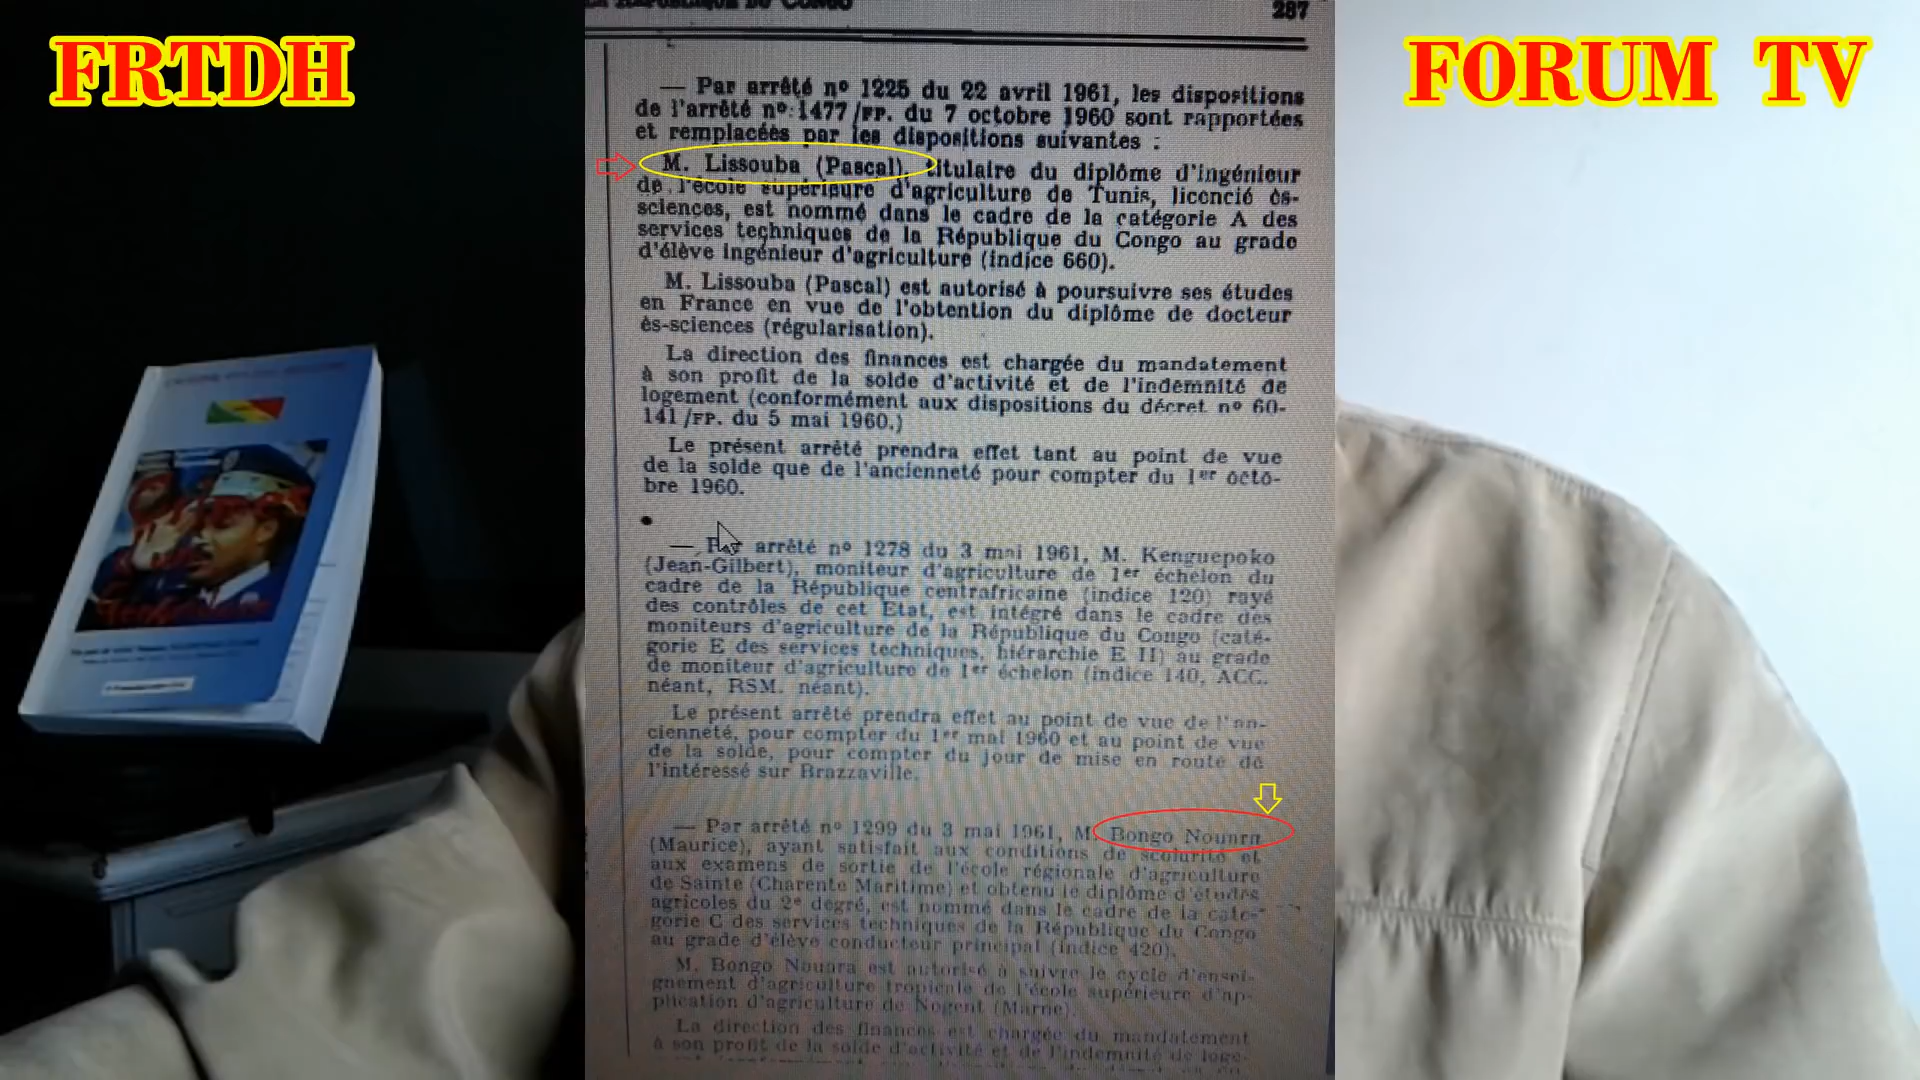 FRTDH
FORUM TV
LA RÉPUBLIQUE DU CONGO
287
— Par arrêté nº 1225 du 22 avril 1961, les dispositions
de l'arrêté nº 1477/FP. du 7 octobre 1960 sont rapportées
et remplacées par les dispositions suivantes :
M. Lissouba (Pascal), titulaire du diplôme d'ingénieur
de l'école supérieure d'agriculture de Tunis, licencié ès-
sciences, est nommé dans le cadre de la catégorie A des
services techniques de la République du Congo au grade
d'élève ingénieur d'agriculture (indice 660).
M. Lissouba (Pascal) est autorisé à poursuivre ses études
en France en vue de l'obtention du diplôme de docteur
ès-sciences (régularisation).
La direction des finances est chargée du mandatement
à son profit de la solde d'activité et de l'indemnité de
logement (conformément aux dispositions du décret nº 60-
141/FP. du 5 mai 1960.)
Le présent arrêté prendra effet tant au point de vue
de la solde que de l'ancienneté pour compter du 1er octo-
bre 1960.
— Par arrêté nº 1278 du 3 mai 1961, M. Kenguepoko
(Jean-Gilbert), moniteur d'agriculture de 1er échelon du
cadre de la République centrafricaine (indice 120) rayé
des contrôles de cet Etat, est intégré dans le cadre des
moniteurs d'agriculture de la République du Congo (caté-
gorie E des services techniques, hiérarchie E II) au grade
de moniteur d'agriculture de 1er échelon (indice 140, ACC.
néant, RSM. néant).
Le présent arrêté prendra effet au point de vue de l'an-
cienneté, pour compter du 1er mai 1960 et au point de vue
de la solde, pour compter du jour de mise en route de
l'intéressé sur Brazzaville.
— Par arrêté nº 1299 du 3 mai 1961, M. Bongo Nouara
(Maurice), ayant satisfait aux conditions de scolarité et
aux examens de sortie de l'école régionale d'agriculture
de Sainte (Charente Maritime) et obtenu le diplôme d'études
agricoles du 2e degré, est nommé dans le cadre de la caté-
gorie C des services techniques de la République du Congo
au grade d'élève conducteur principal (indice 420).
M. Bongo Nouara est autorisé à suivre le cycle d'ensei-
gnement d'agriculture tropicale de l'école supérieure d'ap-
plication d'agriculture de Nogent (Marne).
La direction des finances est chargée du mandatement
à son profit de la solde d'activité et de l'indemnité de loge-